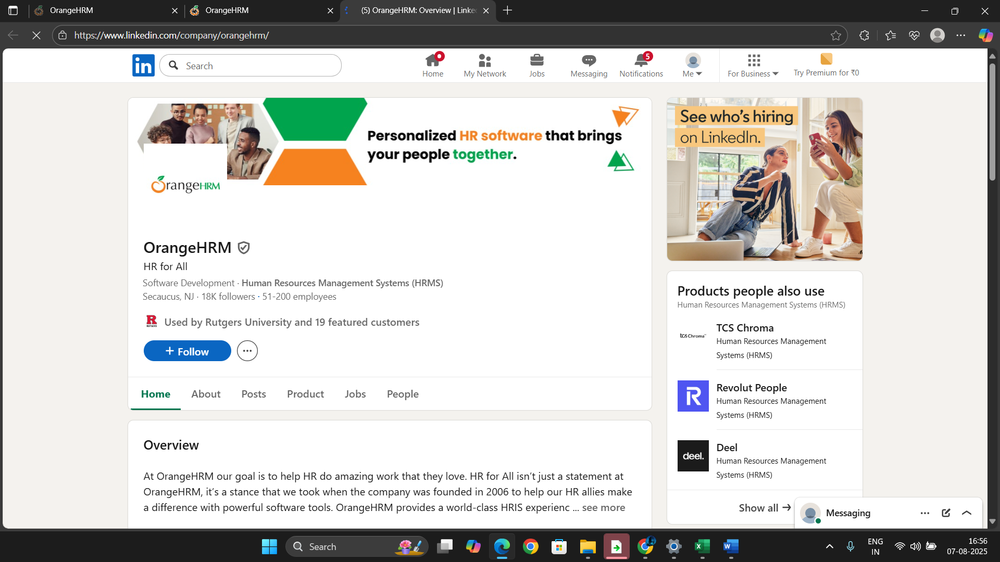 OrangeHRM
OrangeHRM
(5) OrangeHRM: Overview | Linke
https://www.linkedin.com/company/orangehrm/
in
Search
Home
My Network
Jobs
Messaging
5
Notifications
Me
For Business
Try Premium for ₹0
Personalized HR software that brings
your people together.
OrangeHRM
See who's hiring
on LinkedIn.
OrangeHRM
HR for All
Software Development · Human Resources Management Systems (HRMS)
Secaucus, NJ · 18K followers · 51-200 employees
R
RUTGERS
Used by Rutgers University and 19 featured customers
+ Follow
Home
About
Posts
Product
Jobs
People
Overview
At OrangeHRM our goal is to help HR do amazing work that they love. HR for All isn’t just a statement at
OrangeHRM, it’s a stance that we took when the company was founded in 2006 to help our HR allies make
a difference with powerful software tools. OrangeHRM provides a world-class HRIS experienc ... see more
Products people also use
Human Resources Management Systems (HRMS)
tcs Chroma™
TCS Chroma
Human Resources Management
Systems (HRMS)
R
Revolut People
Human Resources Management
Systems (HRMS)
deel.
Deel
Human Resources Management
Systems (HRMS)
Show all →
Messaging
Search
X
W
ENG
IN
16:56
07-08-2025